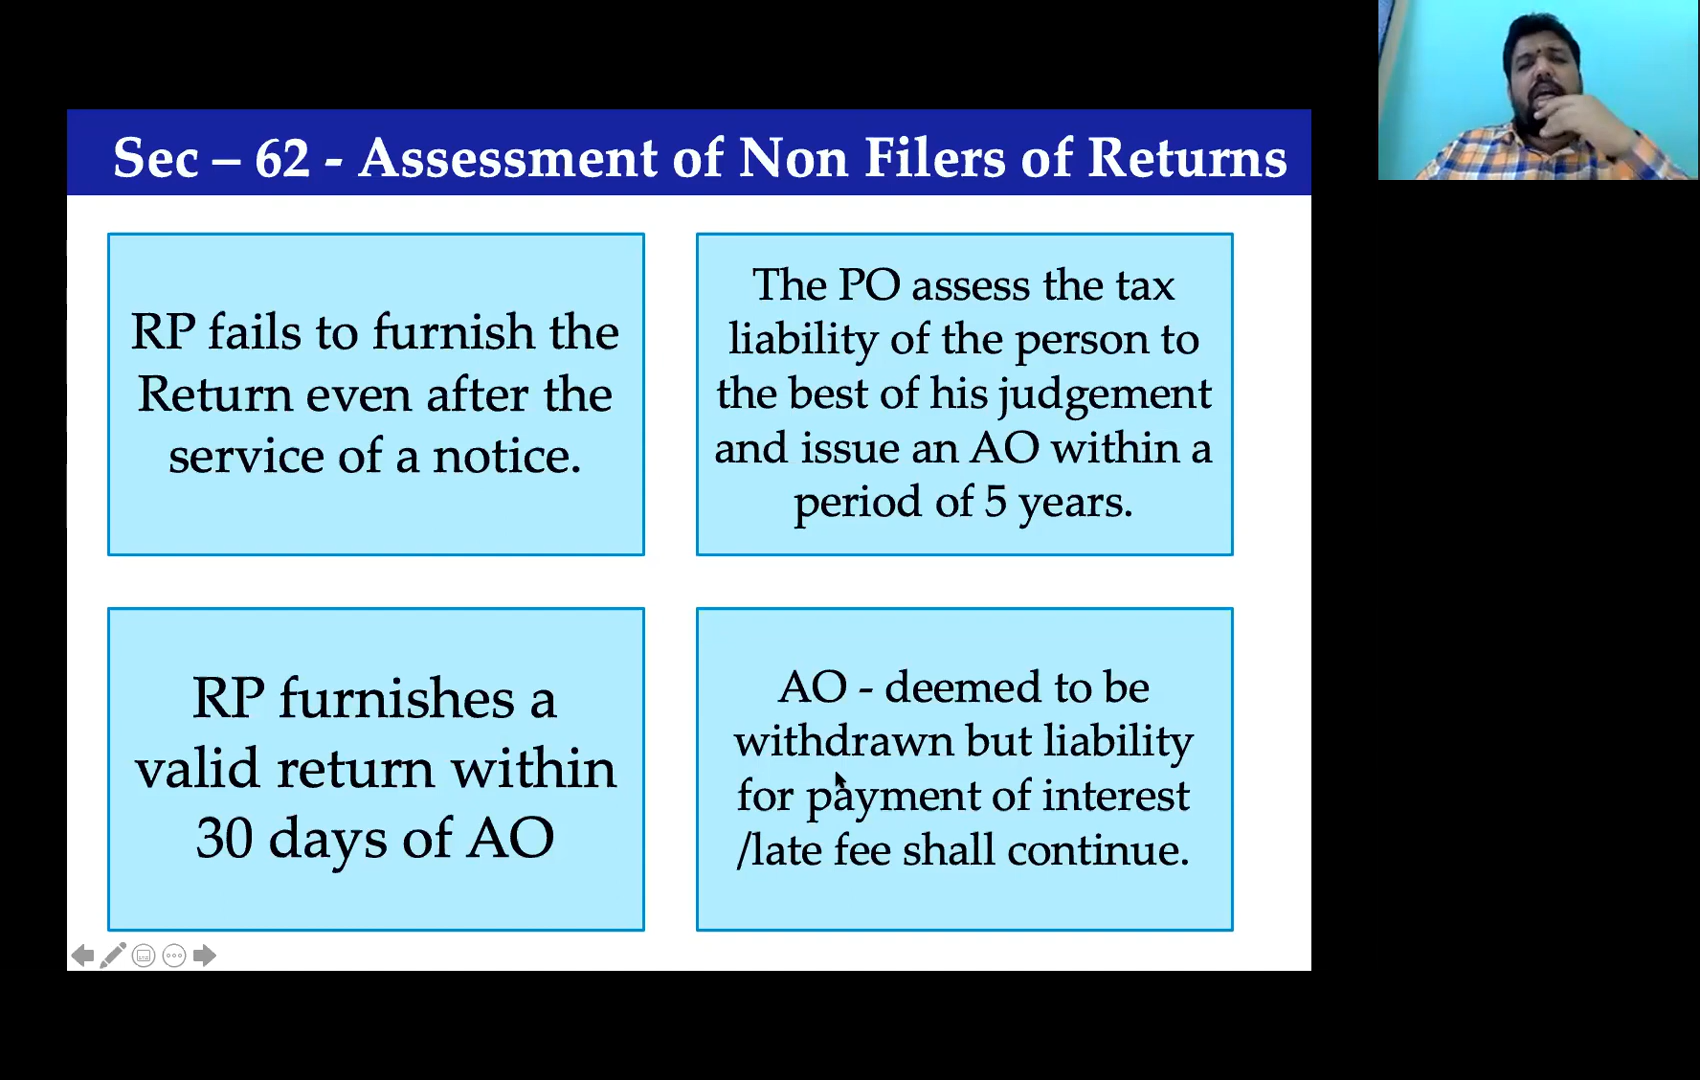 Sec – 62 - Assessment of Non Filers of Returns
RP fails to furnish the
Return even after the
service of a notice.
The PO assess the tax
liability of the person to
the best of his judgement
and issue an AO within a
period of 5 years.
RP furnishes a
valid return within
30 days of AO
AO - deemed to be
withdrawn but liability
for payment of interest
/late fee shall continue.